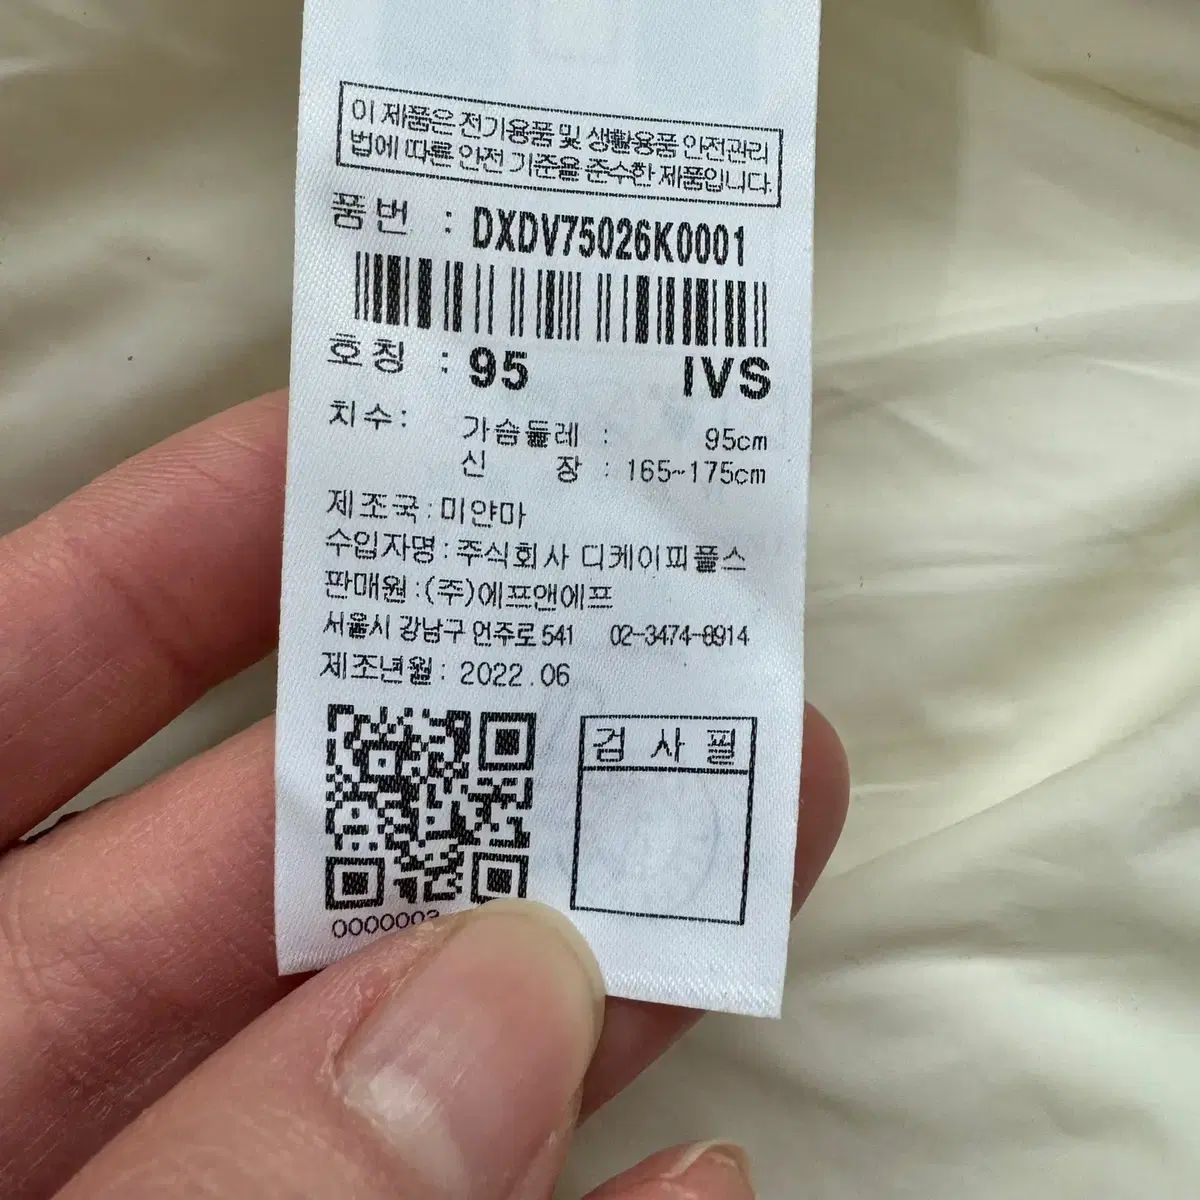 이 제품은 전기용품 및 생활용품 안전관리
법에 따른 안전 기준을 준수한 제품입니다.
품번 : DXDV75026K0001
호칭 : 95 IVS
치수: 가슴둘레 : 95cm
신 장 : 165~175cm
제조국:미얀마
수입자명:주식회사 디케이피플스
판매원:(주)에프앤에프
서울시 강남구 언주로 541 02-3474-8914
제조년월: 2022.06
검 사 필